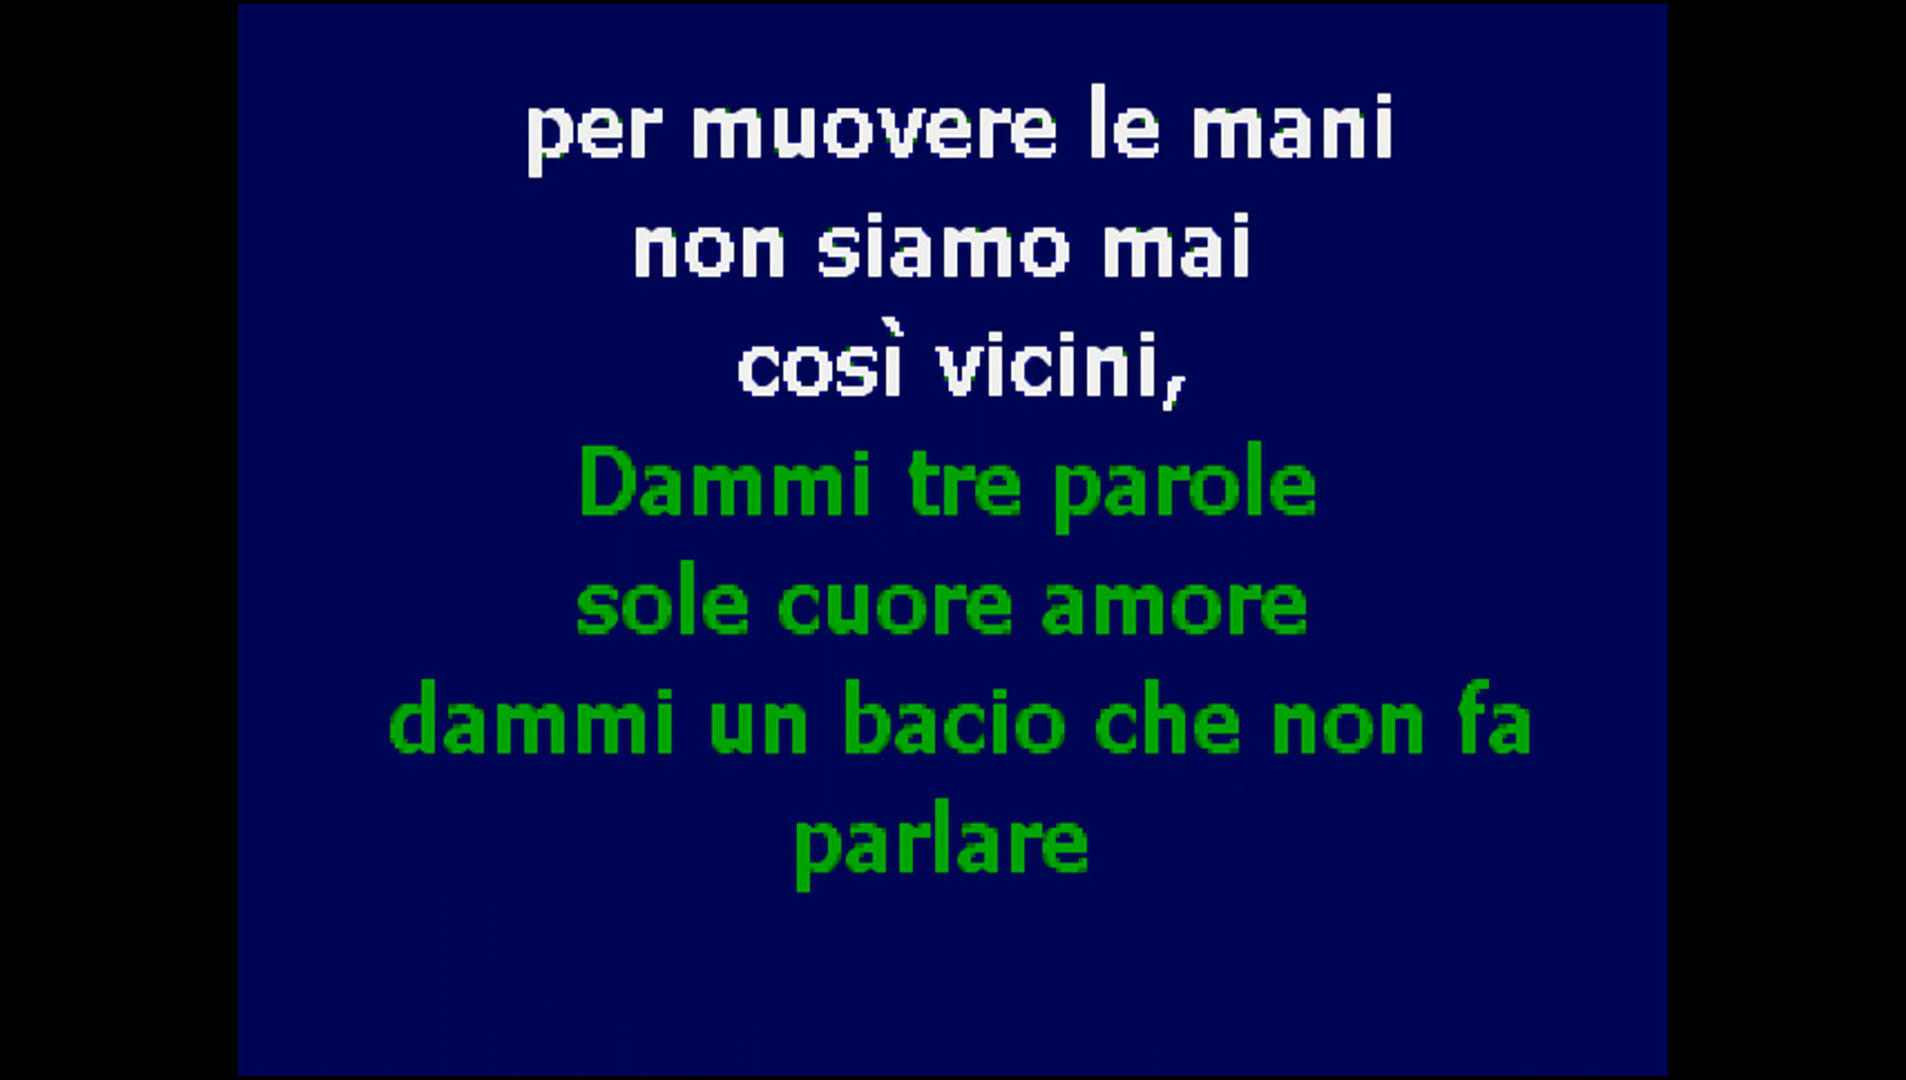 per muovere le mani
non siamo mai
così vicini,
Dammi tre parole
sole cuore amore
dammi un bacio che non fa
parlare